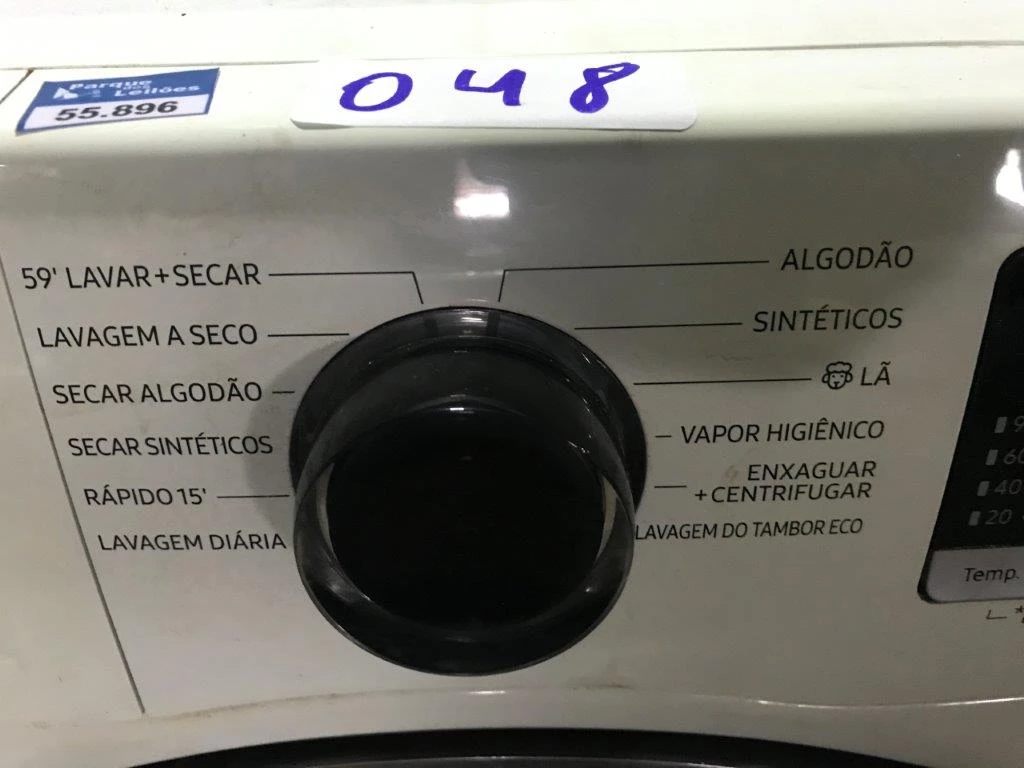 Parque dos Leilões
55.896
048
59' LAVAR+SECAR
LAVAGEM A SECO
SECAR ALGODÃO
SECAR SINTÉTICOS
RÁPIDO 15'
LAVAGEM DIÁRIA
ALGODÃO
SINTÉTICOS
LÃ
VAPOR HIGIÊNICO
ENXAGUAR
+CENTRIFUGAR
LAVAGEM DO TAMBOR ECO
60
40
20
Temp.